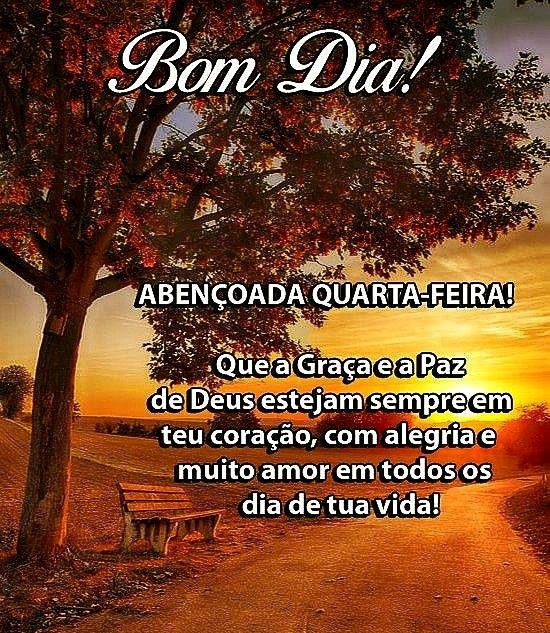 Bom Dia!
ABENÇOADA QUARTA-FEIRA!
Que a Graça e a Paz
de Deus estejam sempre em
teu coração, com alegria e
muito amor em todos os
dia de tua vida!